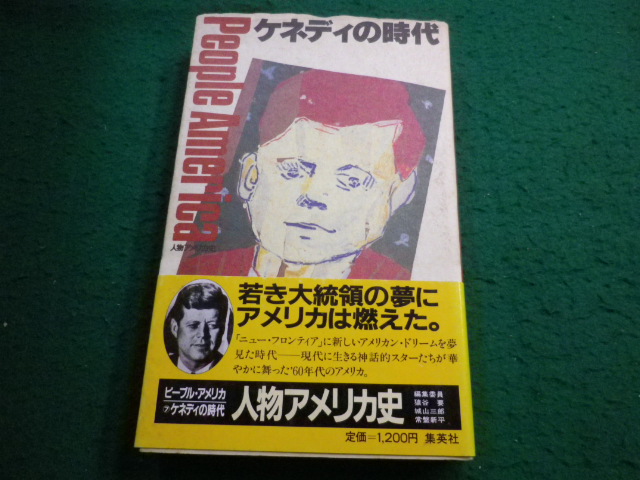 ケネディの時代
People America
人物アメリカ史
若き大統領の夢に
アメリカは燃えた。
「ニュー・フロンティア」に新しいアメリカン・ドリームを夢
見た時代——現代に生きる神話的スターたちが華
やかに舞った'60年代のアメリカ。
ピープル・アメリカ
⑦ケネディの時代
人物アメリカ史
編集委員
猿谷 要
城山三郎
常盤新平
定価=1,200円 集英社